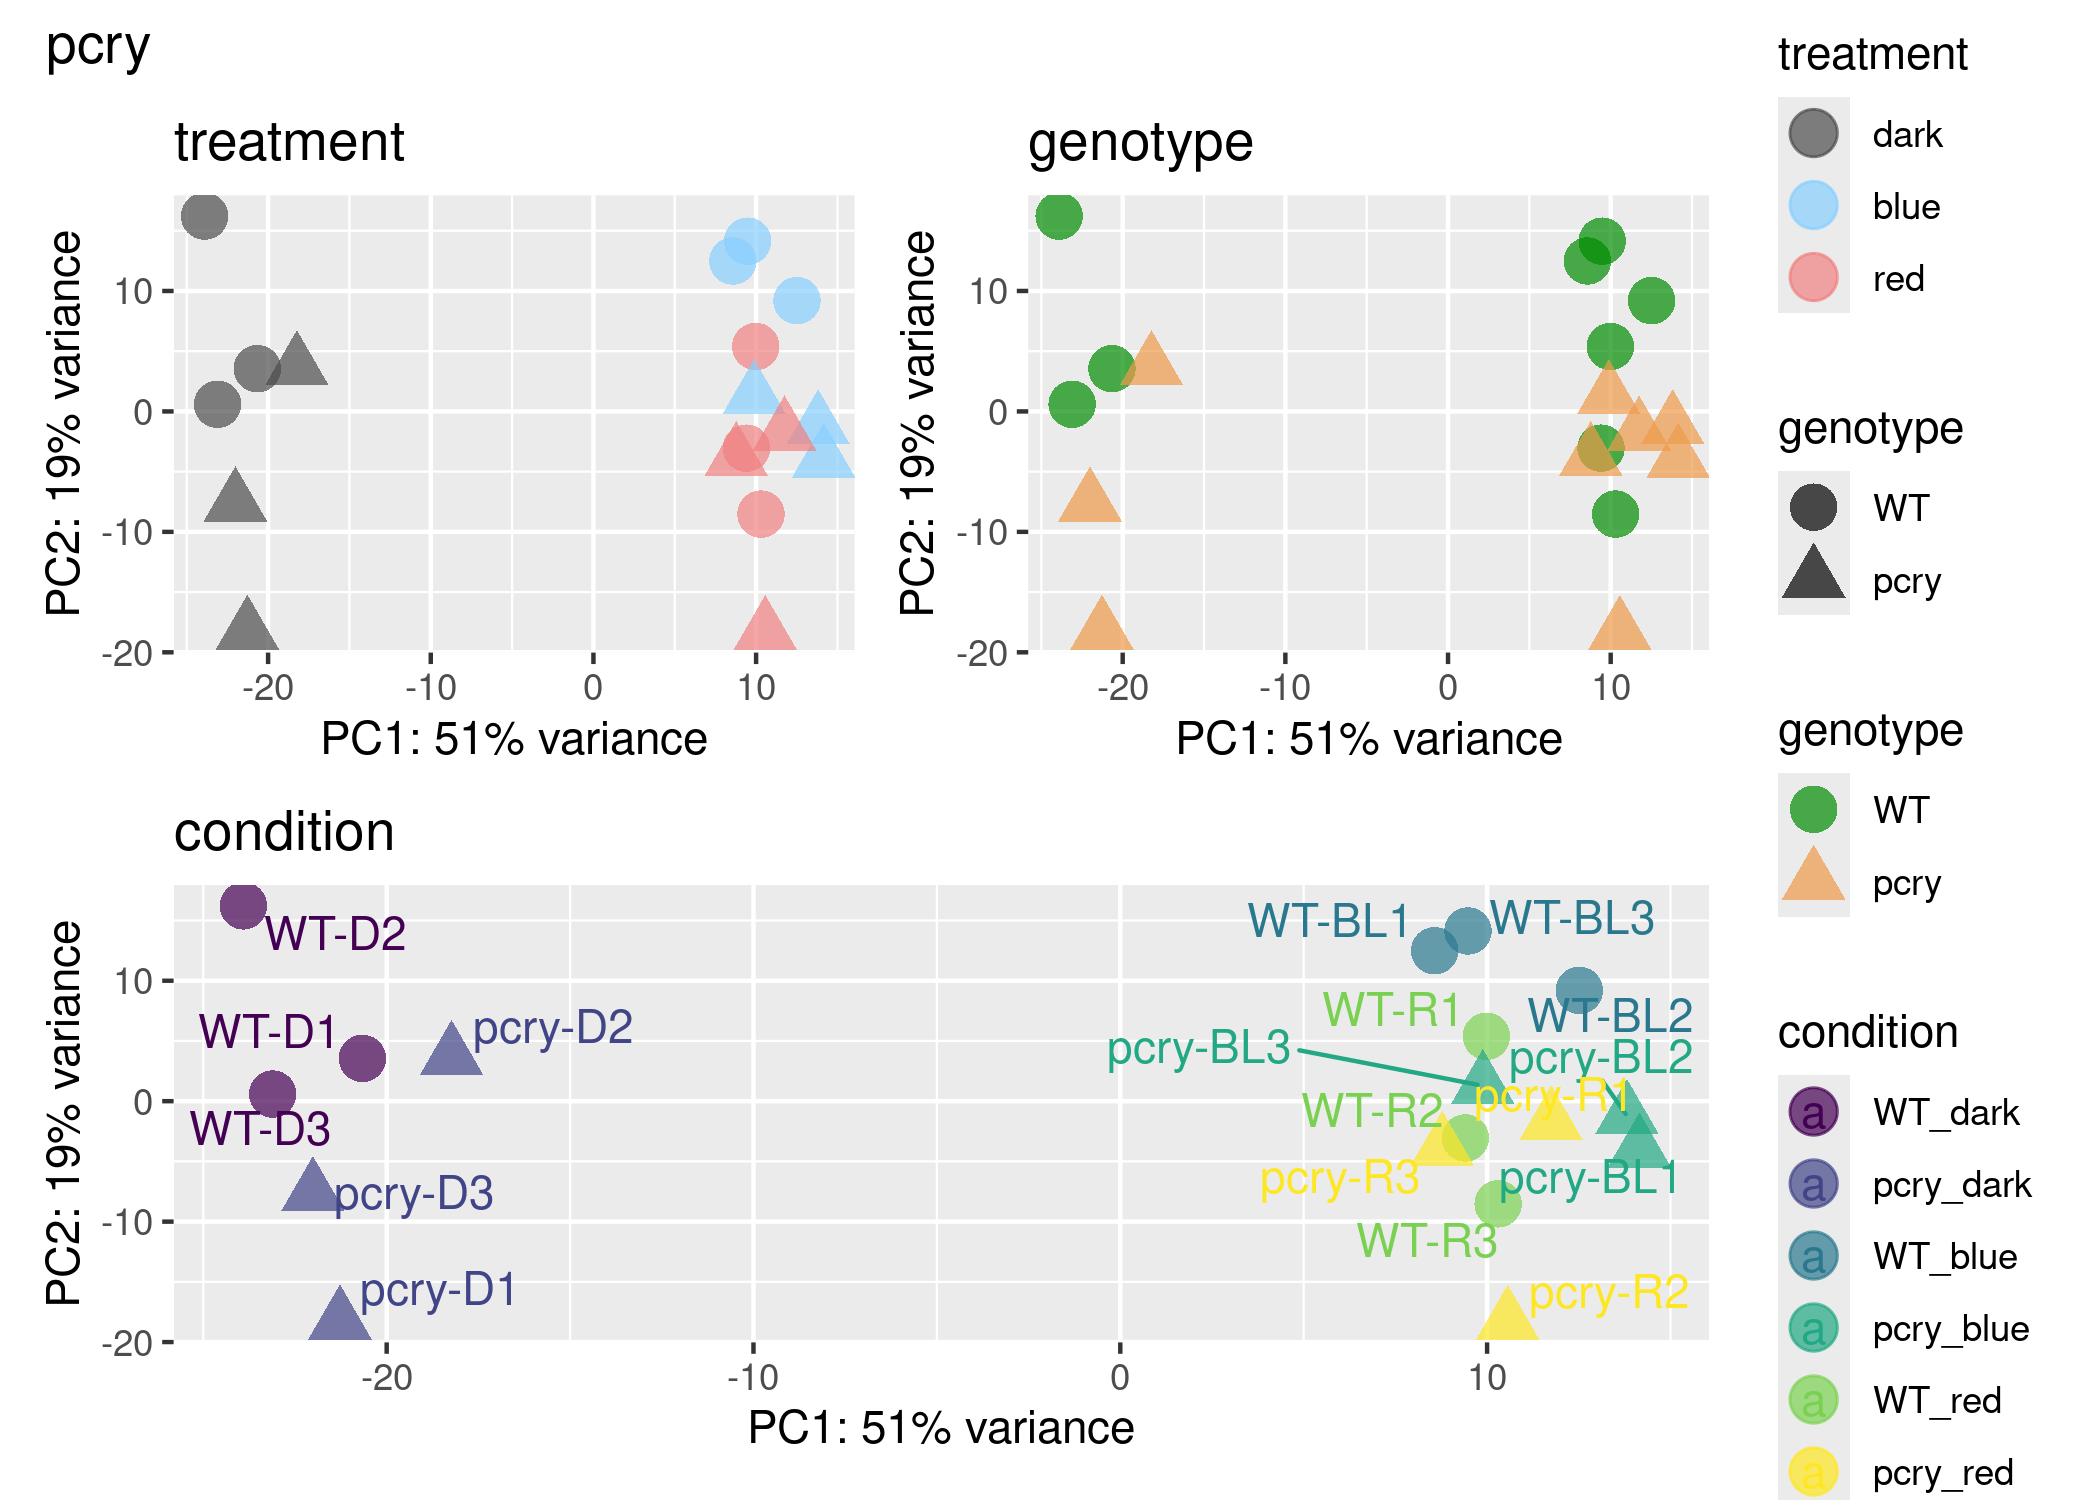 pcry
treatment
PC2: 19% variance
10
0
-10
-20
-20
-10
0
10
PC1: 51% variance
genotype
PC2: 19% variance
10
0
-10
-20
-20
-10
0
10
PC1: 51% variance
condition
PC2: 19% variance
10
0
-10
-20
WT-D2
WT-D1
pcry-D2
WT-D3
pcry-D3
pcry-D1
WT-BL1
WT-BL3
WT-R1
WT-BL2
pcry-BL3
pcry-BL2
pcry-R1
WT-R2
pcry-R3
pcry-BL1
WT-R3
pcry-R2
-20
-10
0
10
PC1: 51% variance
treatment
dark
blue
red
genotype
WT
pcry
genotype
WT
pcry
condition
a WT_dark
a pcry_dark
a WT_blue
a pcry_blue
a WT_red
a pcry_red